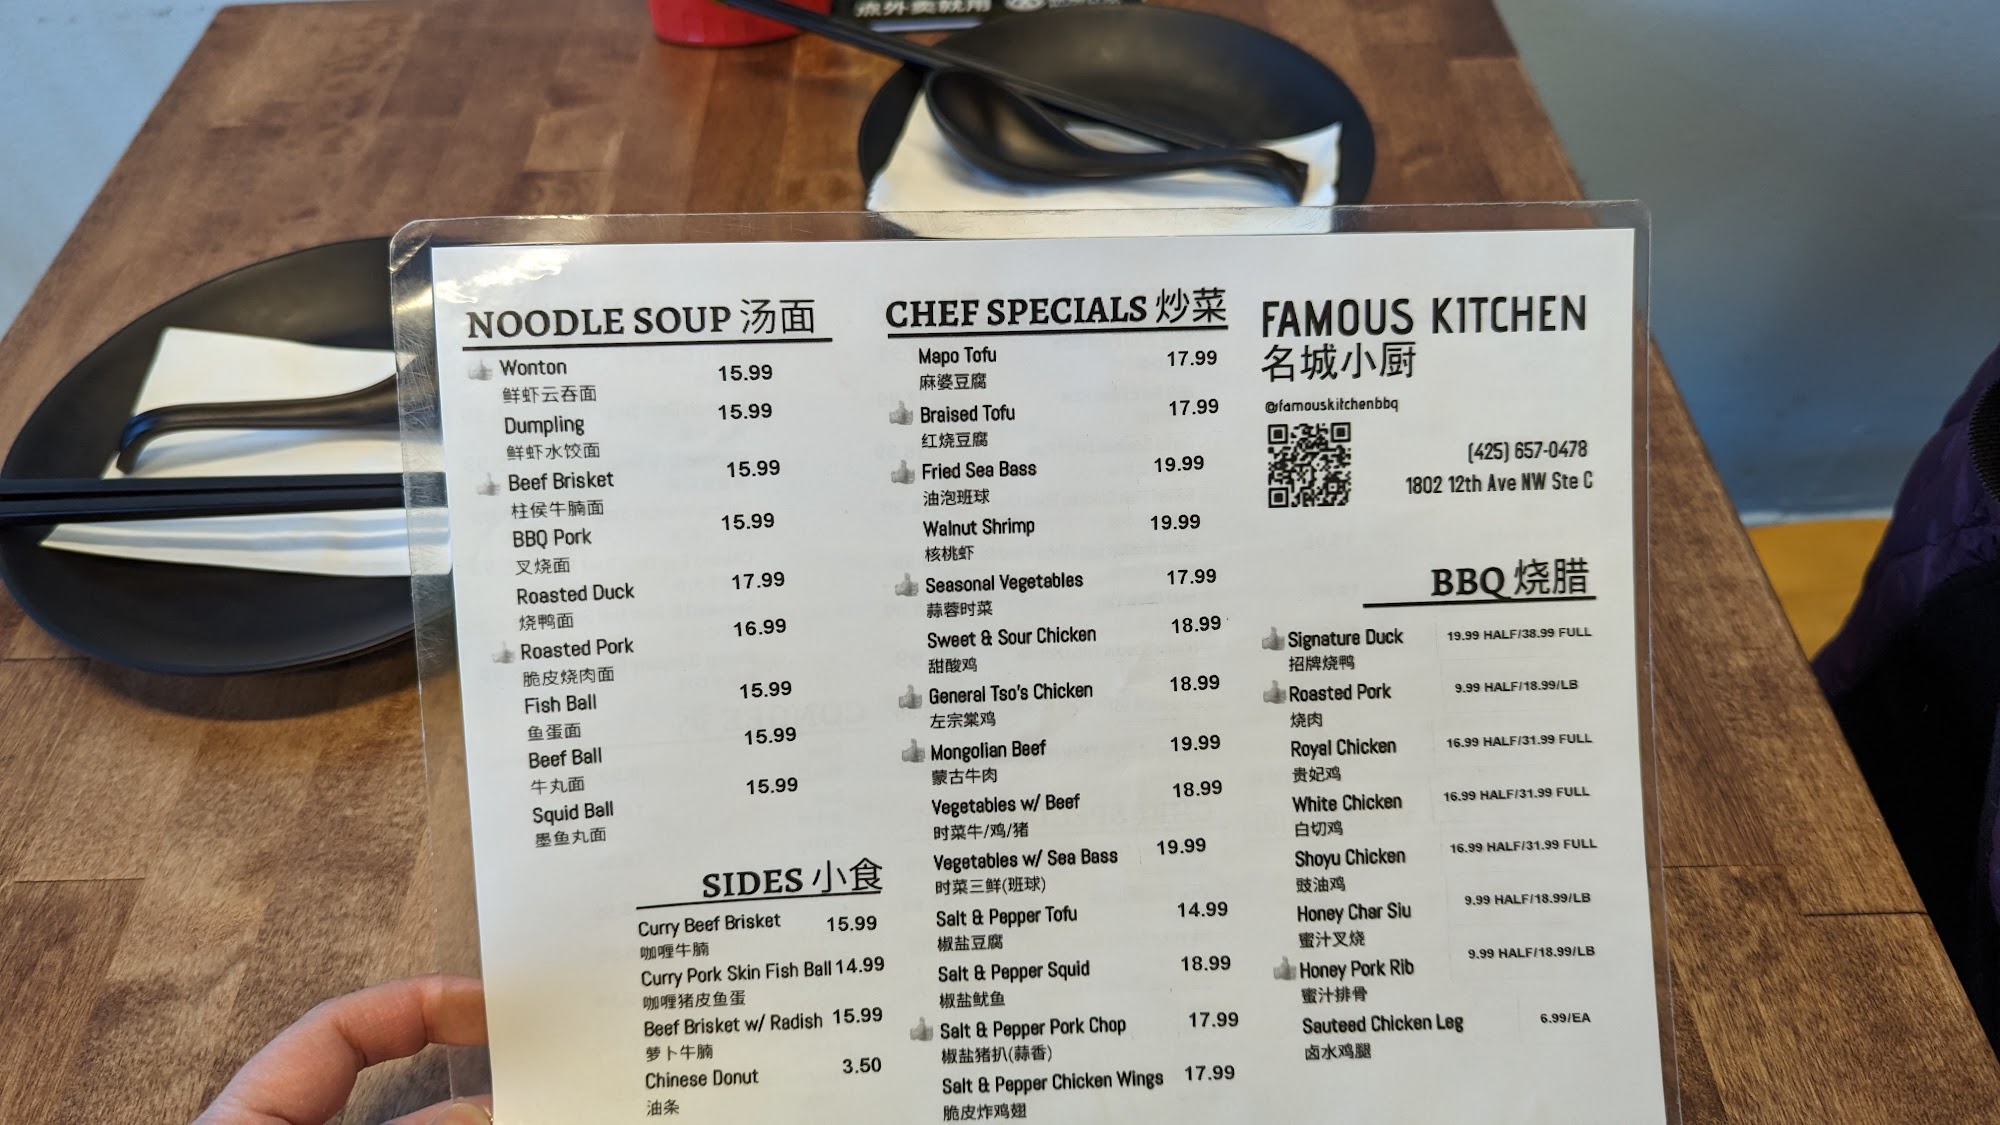 点外卖就用
NOODLE SOUP 汤面
Wonton 15.99
鲜虾云吞面
Dumpling 15.99
鲜虾水饺面
Beef Brisket 15.99
柱侯牛腩面
BBQ Pork 15.99
叉烧面
Roasted Duck 17.99
烧鸭面
Roasted Pork 16.99
脆皮烧肉面
Fish Ball 15.99
鱼蛋面
Beef Ball 15.99
牛丸面
Squid Ball 15.99
墨鱼丸面
SIDES 小食
Curry Beef Brisket 15.99
咖喱牛腩
Curry Pork Skin Fish Ball 14.99
咖喱猪皮鱼蛋
Beef Brisket w/ Radish 15.99
萝卜牛腩
Chinese Donut 3.50
油条
CHEF SPECIALS 炒菜
Mapo Tofu 17.99
麻婆豆腐
Braised Tofu 17.99
红烧豆腐
Fried Sea Bass 19.99
油泡班球
Walnut Shrimp 19.99
核桃虾
Seasonal Vegetables 17.99
蒜蓉时菜
Sweet & Sour Chicken 18.99
甜酸鸡
General Tso's Chicken 18.99
左宗棠鸡
Mongolian Beef 19.99
蒙古牛肉
Vegetables w/ Beef 18.99
时菜牛/鸡/猪
Vegetables w/ Sea Bass 19.99
时菜三鲜(班球)
Salt & Pepper Tofu 14.99
椒盐豆腐
Salt & Pepper Squid 18.99
椒盐鱿鱼
Salt & Pepper Pork Chop 17.99
椒盐猪扒(蒜香)
Salt & Pepper Chicken Wings 17.99
脆皮炸鸡翅
FAMOUS KITCHEN
名城小厨
@famouskitchenbbq
(425) 657-0478
1802 12th Ave NW Ste C
BBQ 烧腊
Signature Duck 19.99 HALF/38.99 FULL
招牌烧鸭
Roasted Pork 9.99 HALF/18.99/LB
烧肉
Royal Chicken 16.99 HALF/31.99 FULL
贵妃鸡
White Chicken 16.99 HALF/31.99 FULL
白切鸡
Shoyu Chicken 16.99 HALF/31.99 FULL
豉油鸡
Honey Char Siu 9.99 HALF/18.99/LB
蜜汁叉烧
Honey Pork Rib 9.99 HALF/18.99/LB
蜜汁排骨
Sauteed Chicken Leg 6.99/EA
卤水鸡腿